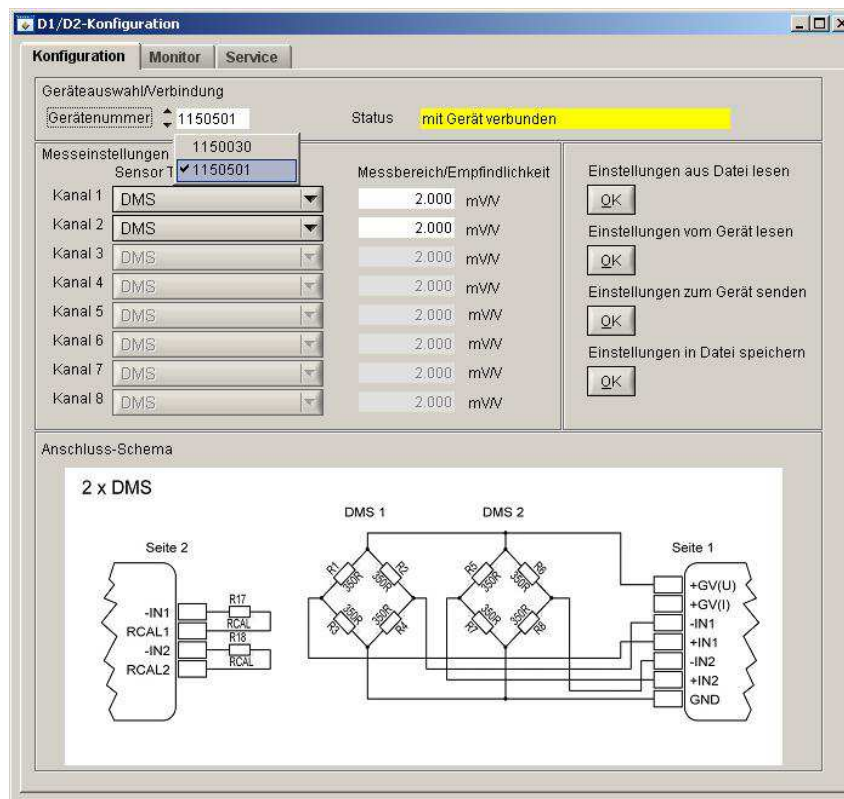 D1/D2-Konfiguration
Konfiguration Monitor Service
Geräteauswahl/Verbindung
Gerätenummer 1150501 Status mit Gerät verbunden
1150030
1150501
Messeinstellungen
Sensor T Messbereich/Empfindlichkeit
Kanal 1 DMS 2.000 mV/V
Kanal 2 DMS 2.000 mV/V
Kanal 3 DMS 2.000 mV/V
Kanal 4 DMS 2.000 mV/V
Kanal 5 DMS 2.000 mV/V
Kanal 6 DMS 2.000 mV/V
Kanal 7 DMS 2.000 mV/V
Kanal 8 DMS 2.000 mV/V
Einstellungen aus Datei lesen
OK
Einstellungen vom Gerät lesen
OK
Einstellungen zum Gerät senden
OK
Einstellungen in Datei speichern
OK
Anschluss-Schema
2 x DMS
DMS 1 DMS 2
Seite 2
-IN1
RCAL1
-IN2
RCAL2
R17
RCAL
R18
RCAL
R1 350R
R2 350R
R3 350R
R4 350R
R5 350R
R6 350R
R7 350R
R8 350R
Seite 1
+GV(U)
+GV(I)
-IN1
+IN1
-IN2
+IN2
GND